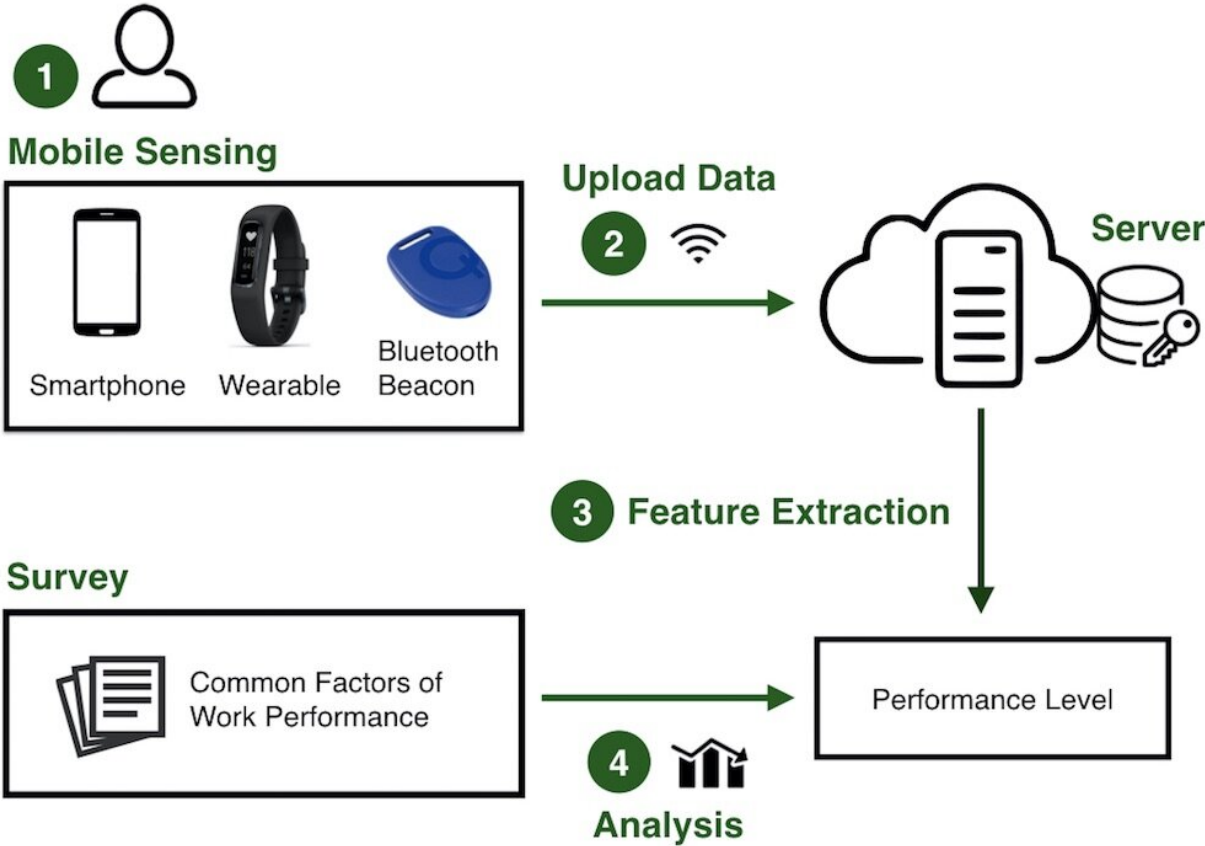 1
Mobile Sensing
Smartphone
Wearable
Bluetooth
Beacon
Upload Data
2
Server
3 Feature Extraction
Survey
Common Factors of
Work Performance
4
Analysis
Performance Level